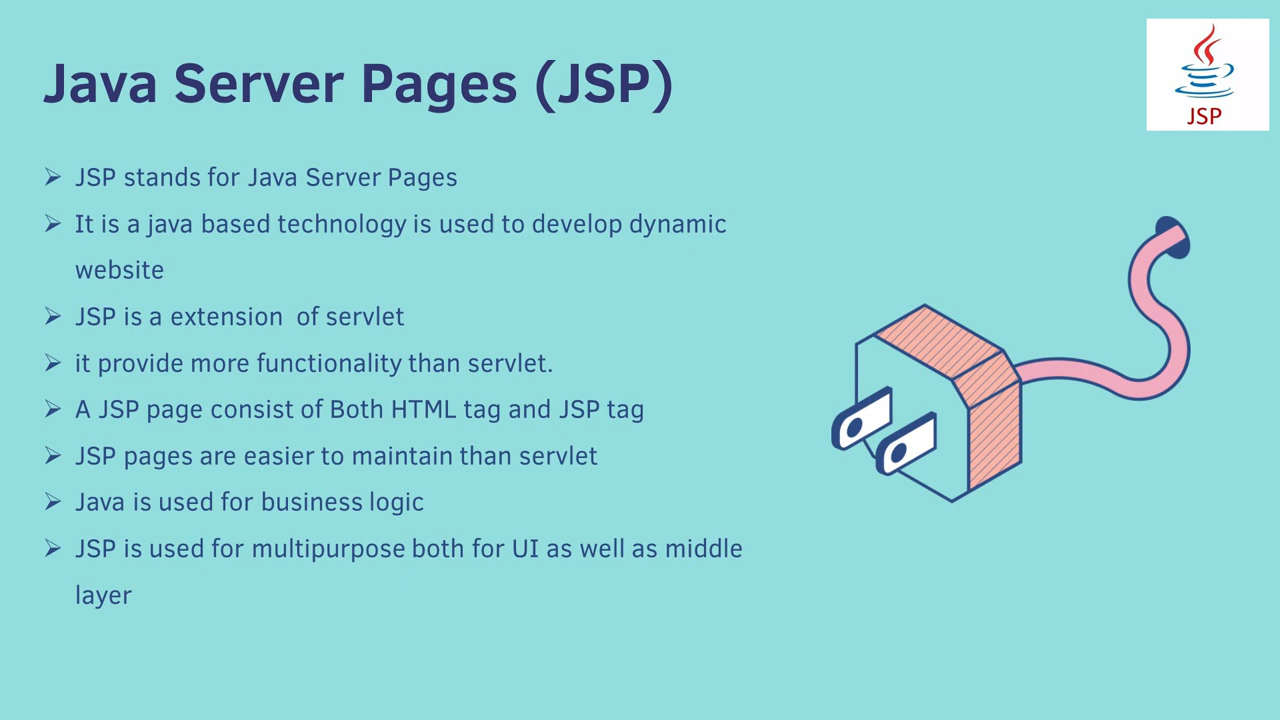 Java Server Pages (JSP)
JSP
➢ JSP stands for Java Server Pages
➢ It is a java based technology is used to develop dynamic
website
➢ JSP is a extension  of servlet
➢ it provide more functionality than servlet.
➢ A JSP page consist of Both HTML tag and JSP tag
➢ JSP pages are easier to maintain than servlet
➢ Java is used for business logic
➢ JSP is used for multipurpose both for UI as well as middle
layer